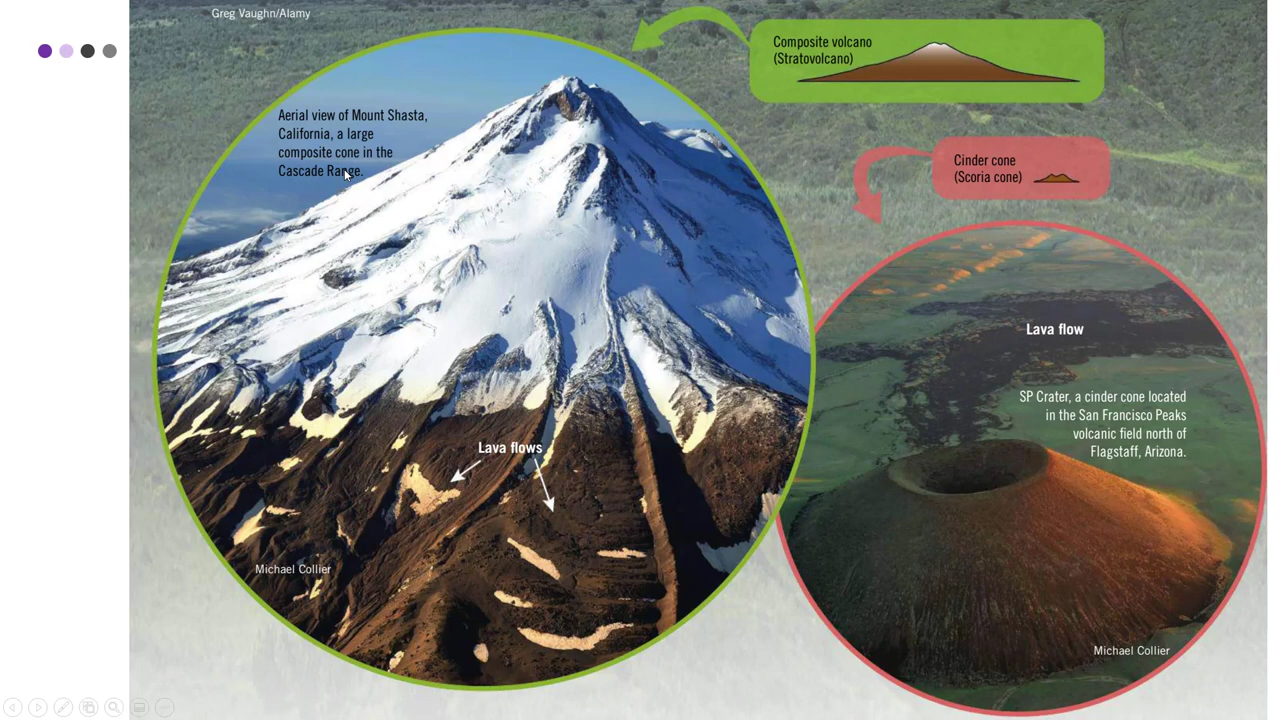 Greg Vaughn/Alamy
Composite volcano
(Stratovolcano)
Aerial view of Mount Shasta,
California, a large
composite cone in the
Cascade Range.
Cinder cone
(Scoria cone)
Lava flow
SP Crater, a cinder cone located
in the San Francisco Peaks
volcanic field north of
Flagstaff, Arizona.
Lava flows
Michael Collier
Michael Collier